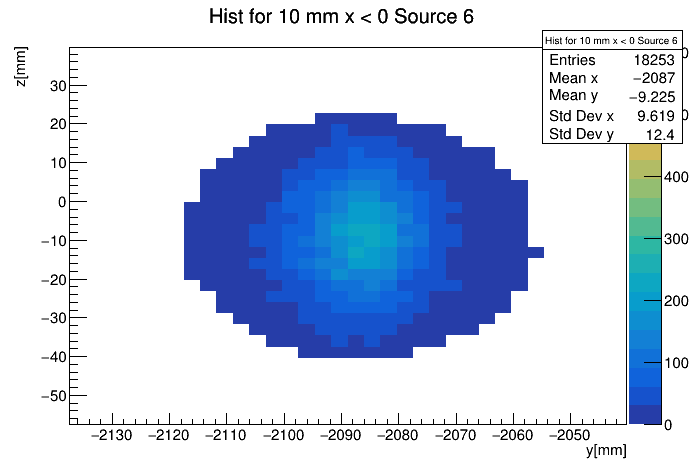 Hist for 10 mm x < 0 Source 6
z[mm]
Hist for 10 mm x < 0 Source 6
Entries 18253
Mean x −2087
Mean y −9.225
Std Dev x 9.619
Std Dev y 12.4
30
20
10
0
−10
−20
−30
−40
−50
400
300
200
100
0
−2130 −2120 −2110 −2100 −2090 −2080 −2070 −2060 −2050
y[mm]